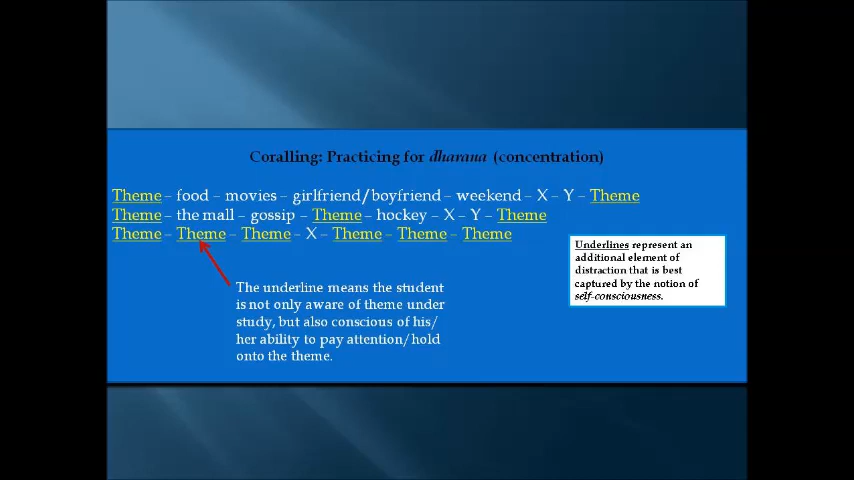 Coralling: Practicing for dharana (concentration)
Theme – food – movies – girlfriend/boyfriend – weekend – X – Y – Theme
Theme – the mall – gossip – Theme – hockey – X – Y – Theme
Theme – Theme – Theme – X – Theme – Theme – Theme
Underlines represent an
additional element of
distraction that is best
captured by the notion of
self-consciousness.
The underline means the student
is not only aware of theme under
study, but also conscious of his/
her ability to pay attention/hold
onto the theme.